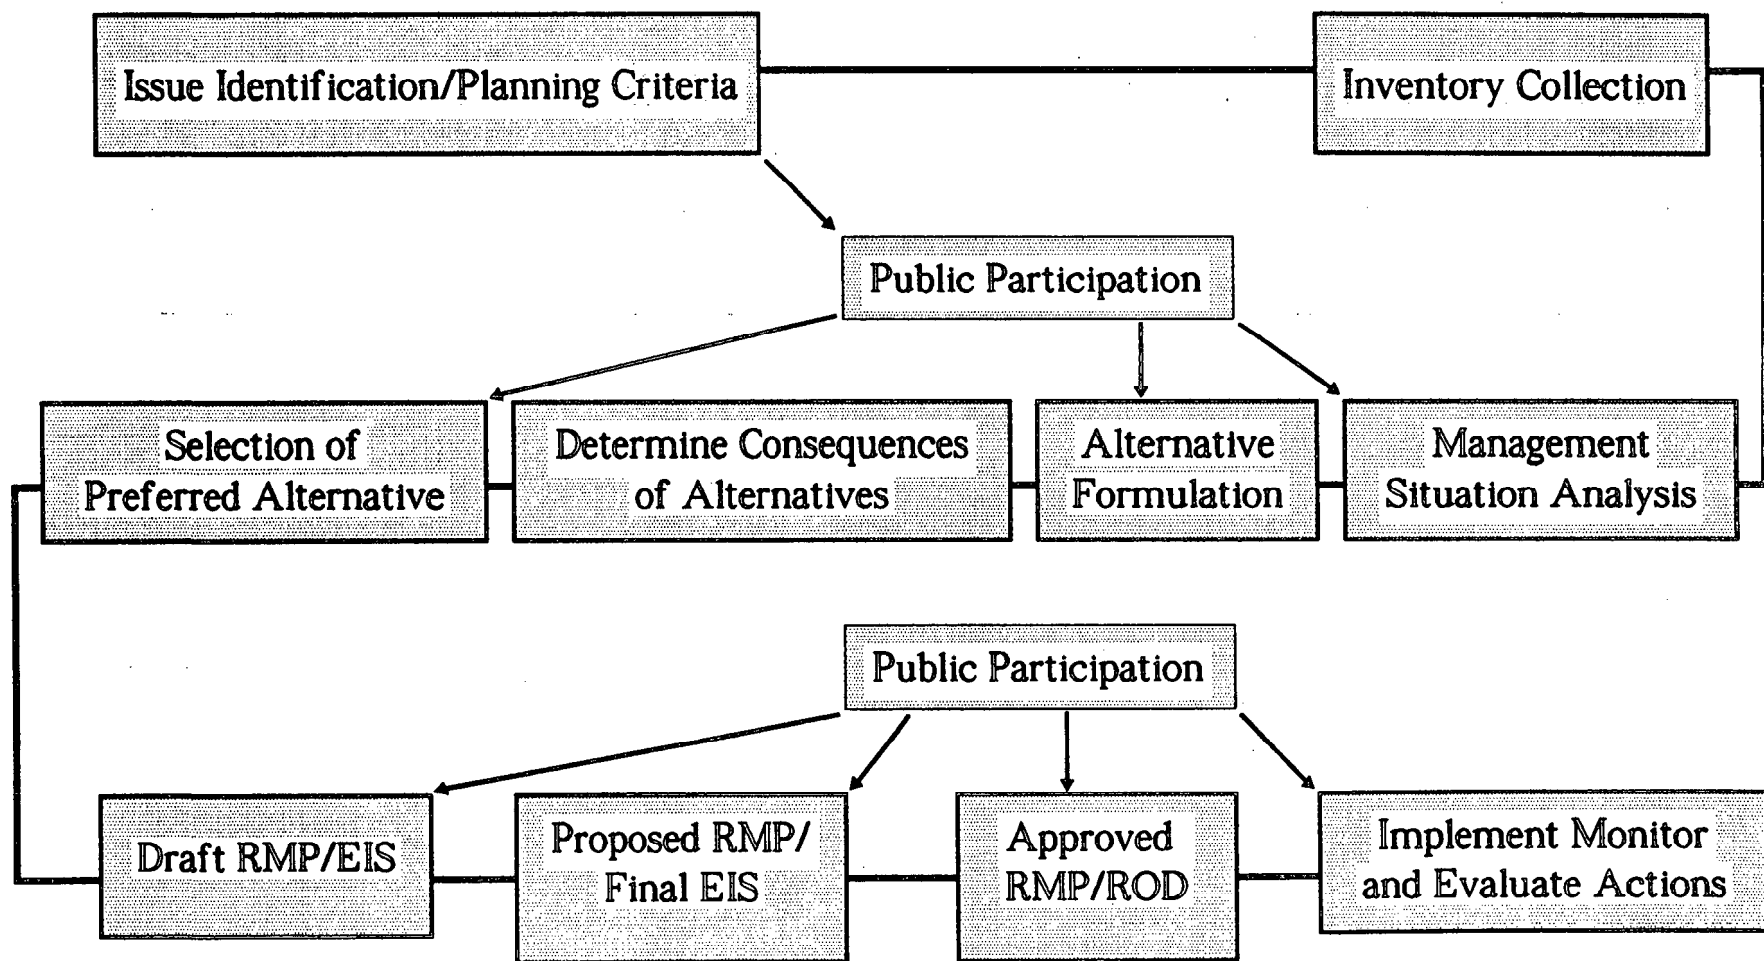 Issue Identification/Planning Criteria
Inventory Collection
Public Participation
Selection of
Preferred Alternative
Determine Consequences
of Alternatives
Alternative
Formulation
Management
Situation Analysis
Public Participation
Draft RMP/EIS
Proposed RMP/
Final EIS
Approved
RMP/ROD
Implement Monitor
and Evaluate Actions